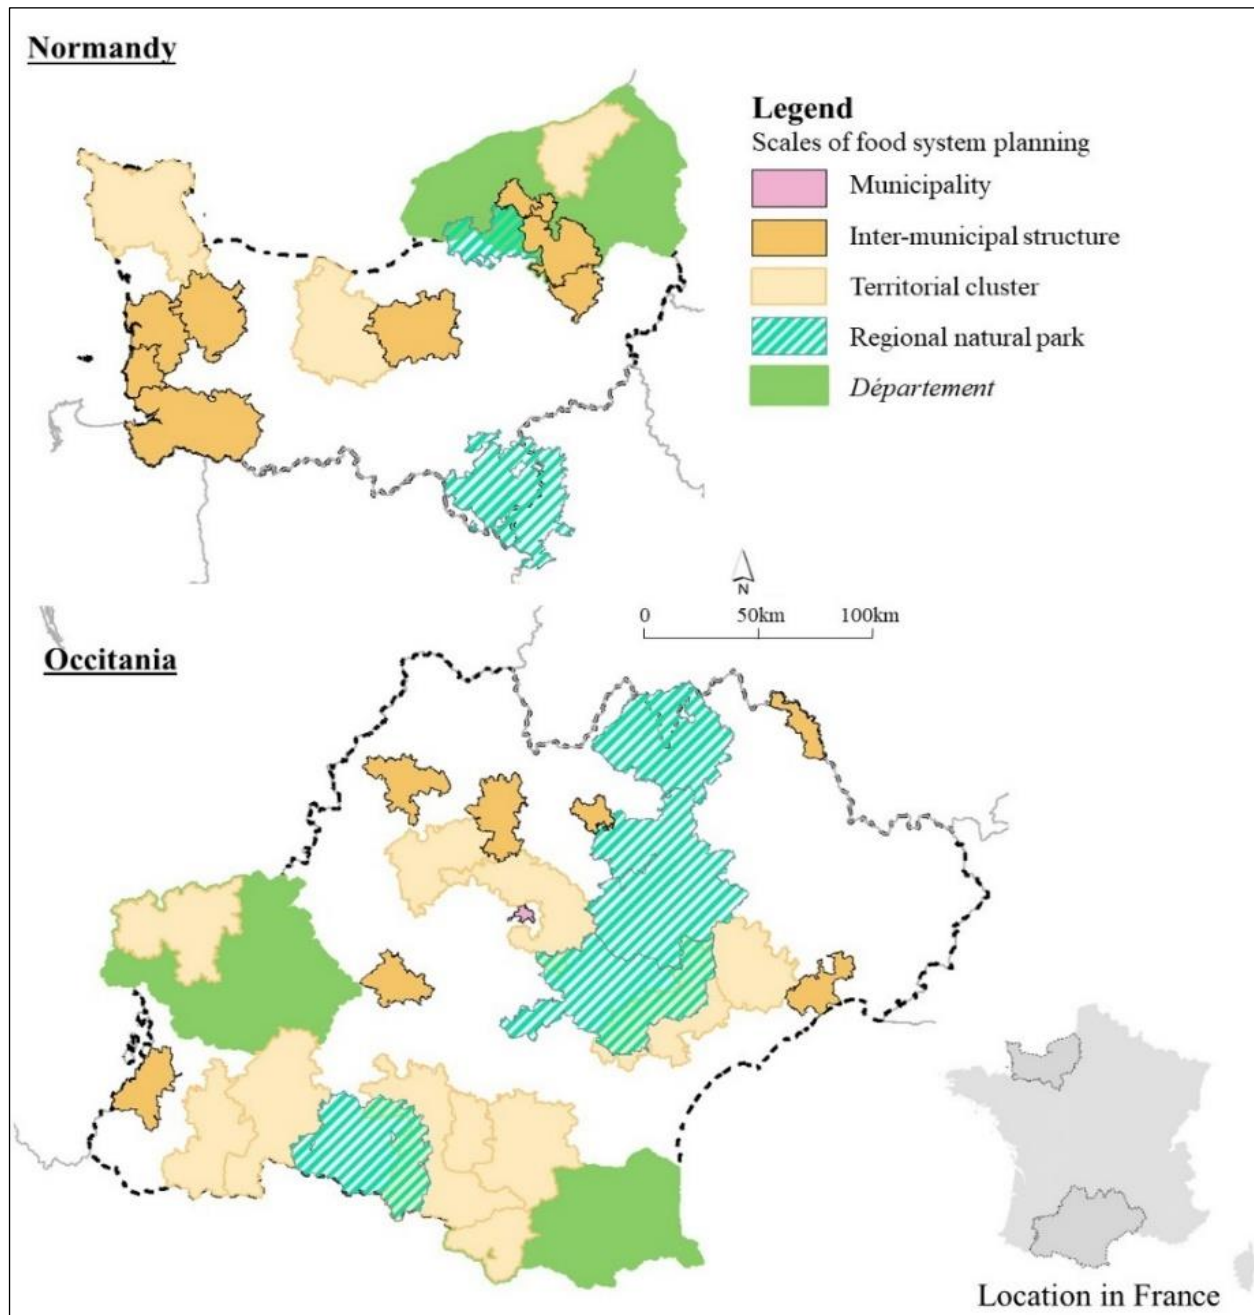 Normandy
Legend
Scales of food system planning
Municipality
Inter-municipal structure
Territorial cluster
Regional natural park
Département
N
0 50km 100km
Occitania
Location in France